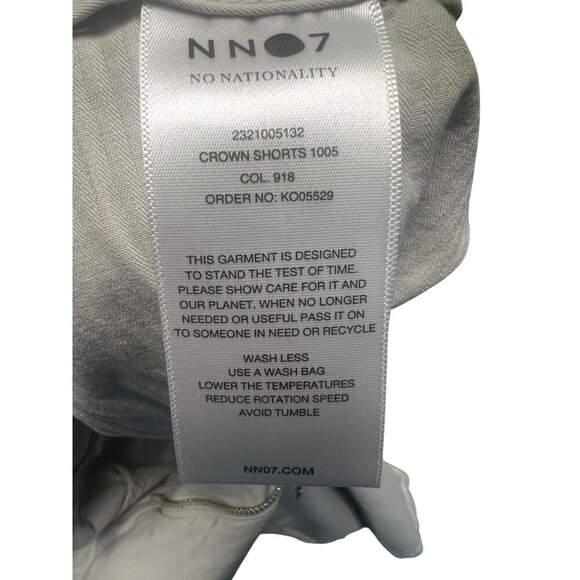 NN07
NO NATIONALITY
2321005132
CROWN SHORTS 1005
COL. 918
ORDER NO: KO05529
THIS GARMENT IS DESIGNED
TO STAND THE TEST OF TIME.
PLEASE SHOW CARE FOR IT AND
OUR PLANET. WHEN NO LONGER
NEEDED OR USEFUL PASS IT ON
TO SOMEONE IN NEED OR RECYCLE
WASH LESS
USE A WASH BAG
LOWER THE TEMPERATURES
REDUCE ROTATION SPEED
AVOID TUMBLE
NN07.COM